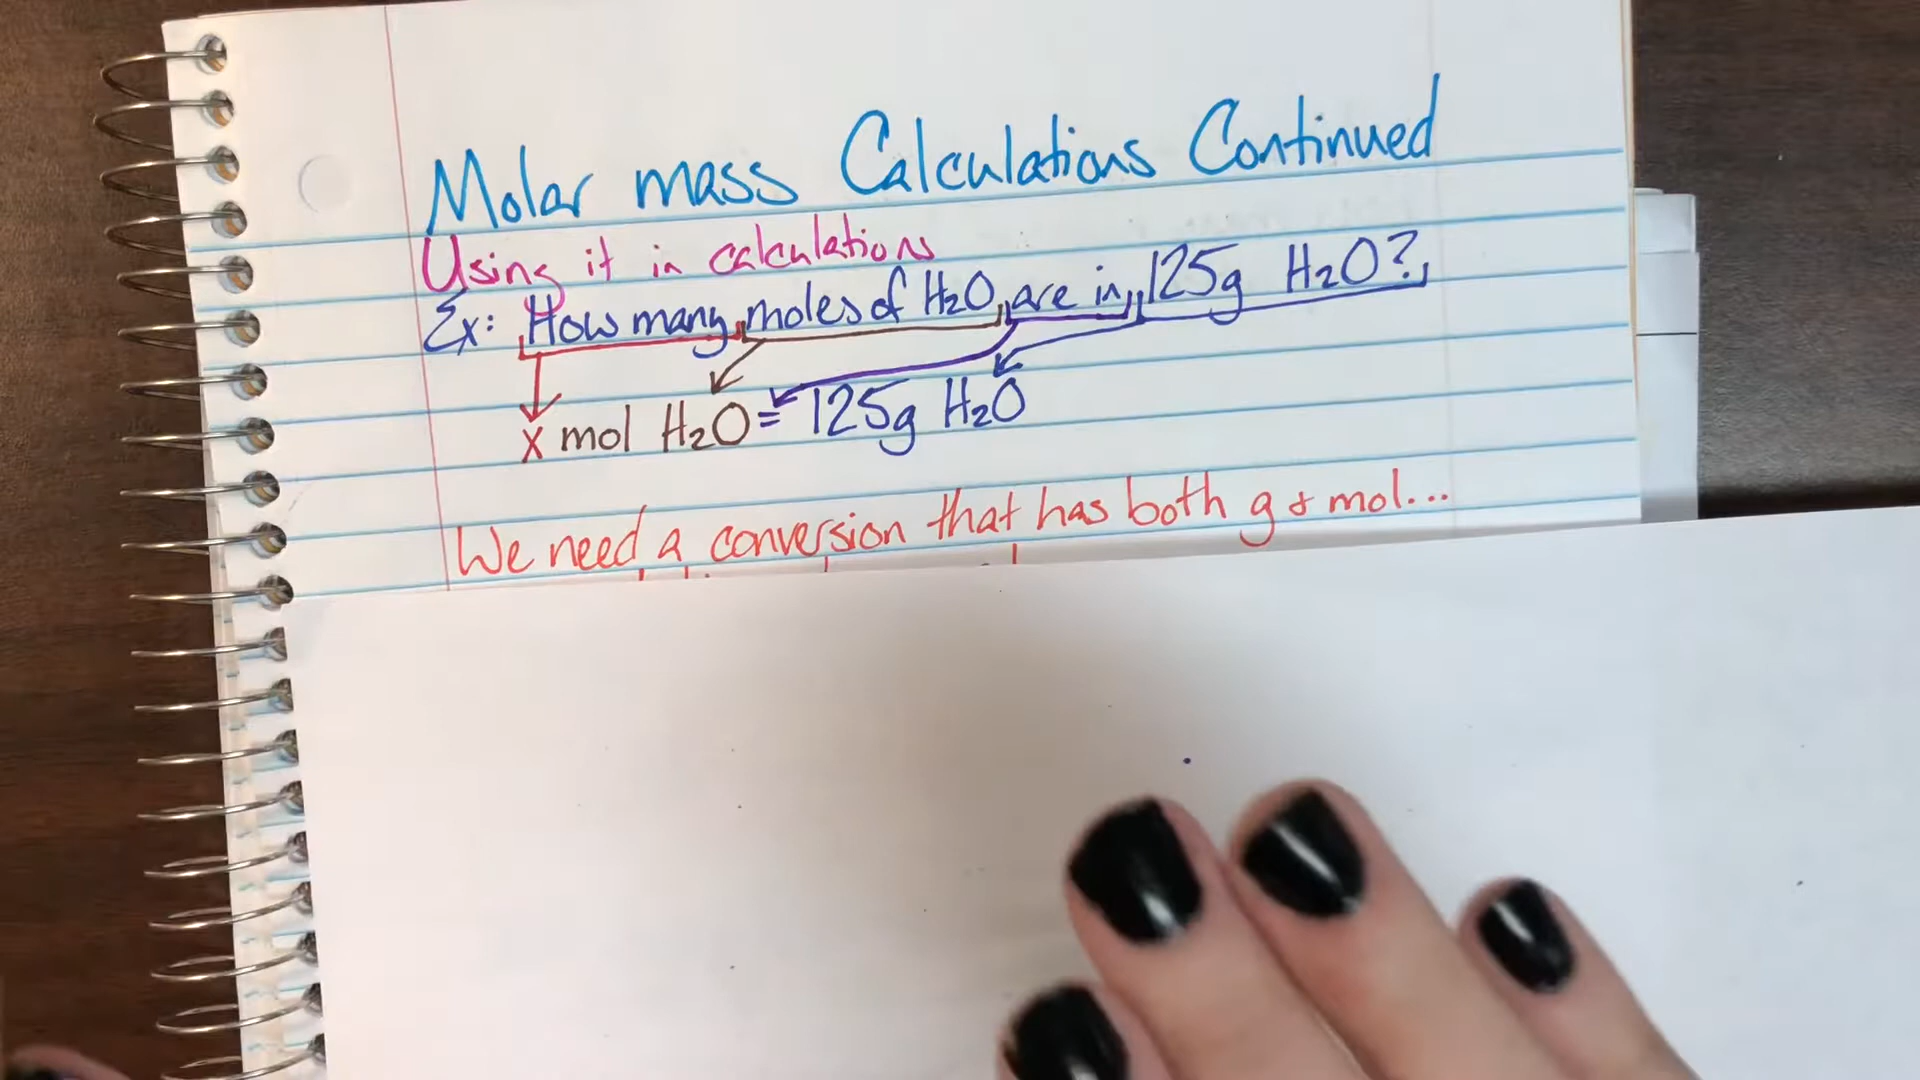 Molar mass Calculations Continued
Using it in calculations
Ex: How many moles of H₂O are in 125g H₂O?
x mol H₂O = 125g H₂O
We need a conversion that has both g & mol...